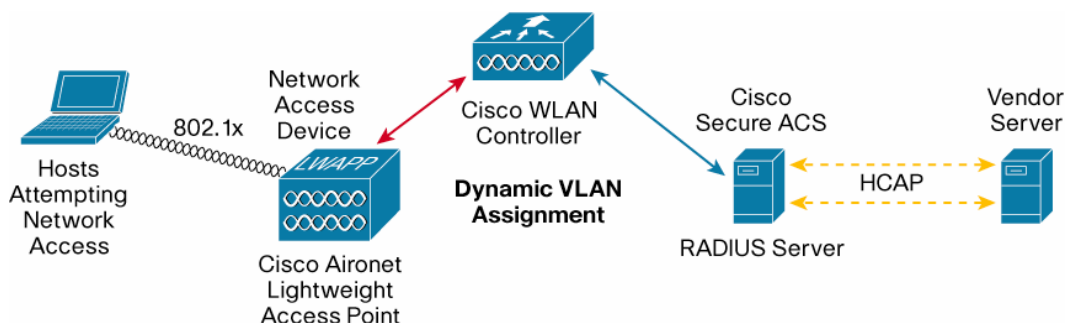 Hosts
Attempting
Network
Access
802.1x
Network
Access
Device
LWAPP
Cisco Aironet
Lightweight
Access Point
Cisco WLAN
Controller
Dynamic VLAN
Assignment
Cisco
Secure ACS
RADIUS Server
HCAP
Vendor
Server